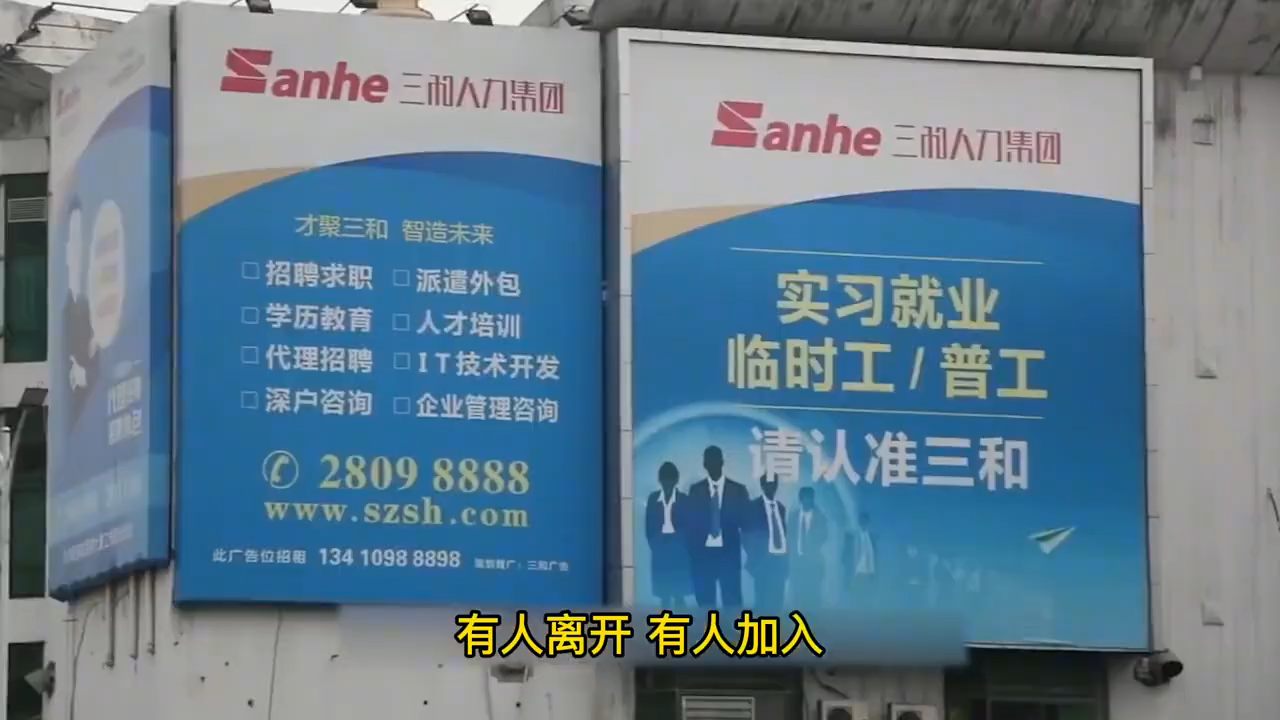 Sanhe 三和人力集团
才聚三和 智造未来
□ 招聘求职 □ 派遣外包
□ 学历教育 □ 人才培训
□ 代理招聘 □ IT技术开发
□ 深户咨询 □ 企业管理咨询
✆ 2809 8888
www.szsh.com
此广告位招租 134 1098 8898
Sanhe 三和人力集团
实习就业
临时工 / 普工
请认准三和
有人离开 有人加入